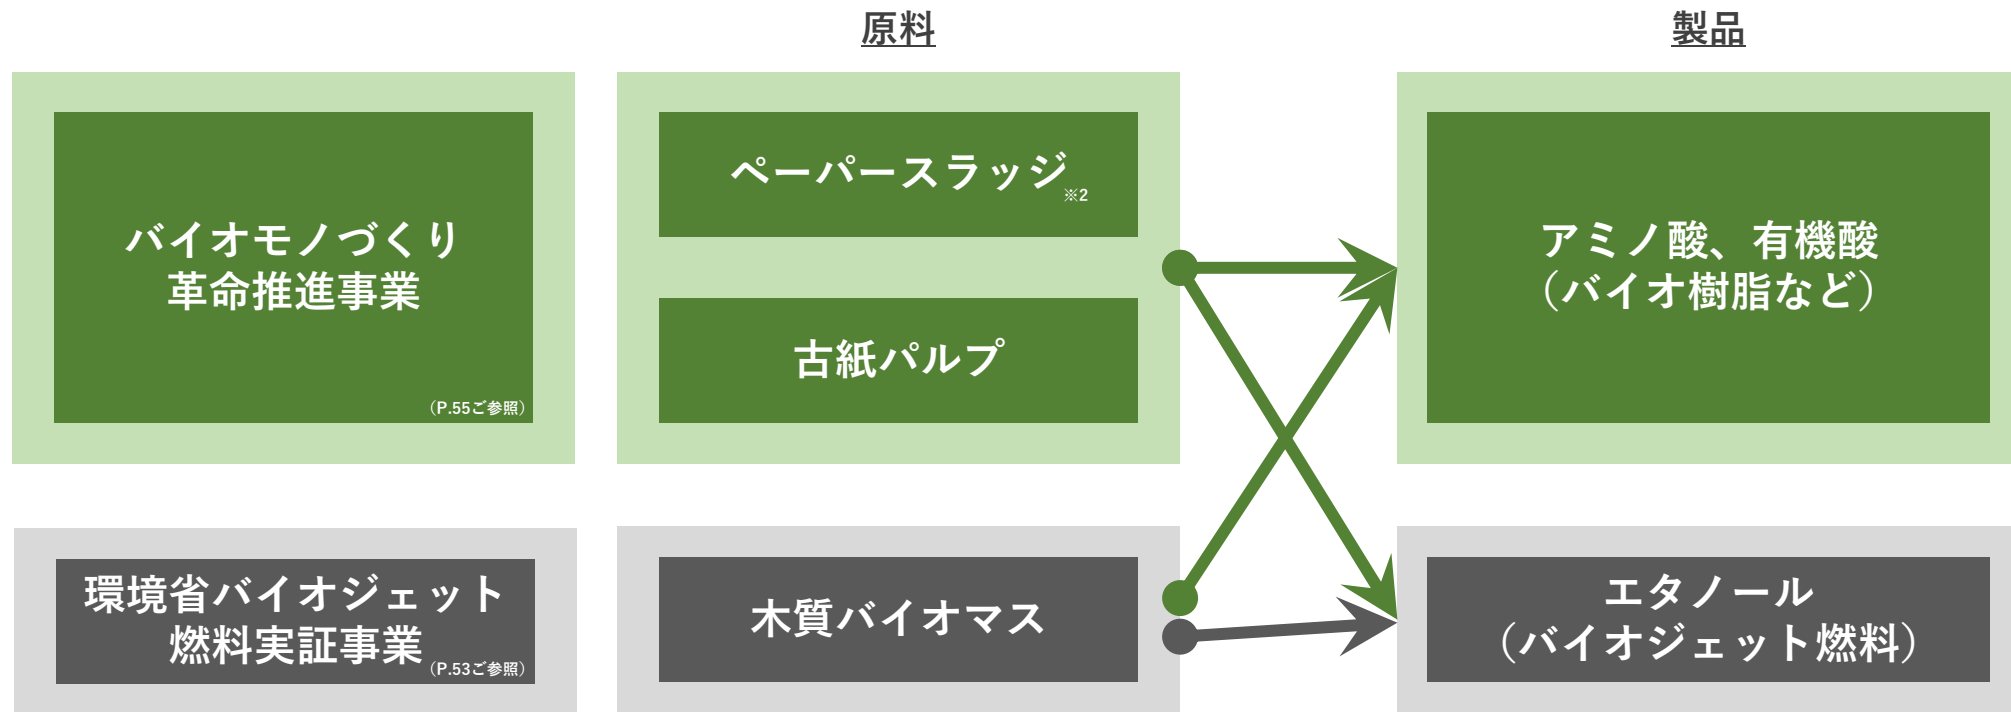 原料
製品
バイオモノづくり
革命推進事業
（P.55ご参照）
ペーパースラッジ※2
古紙パルプ
アミノ酸、有機酸
（バイオ樹脂など）
環境省バイオジェット
燃料実証事業
（P.53ご参照）
木質バイオマス
エタノール
（バイオジェット燃料）